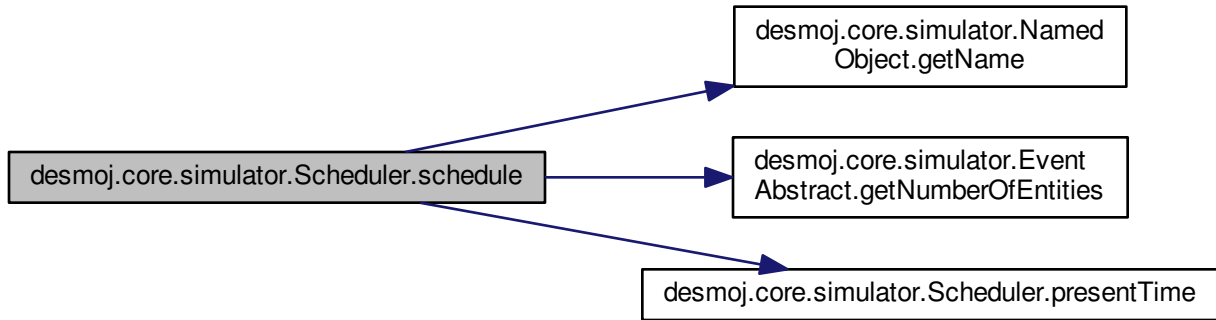 desmoj.core.simulator.Named
Object.getName
desmoj.core.simulator.Scheduler.schedule
desmoj.core.simulator.Event
Abstract.getNumberOfEntities
desmoj.core.simulator.Scheduler.presentTime